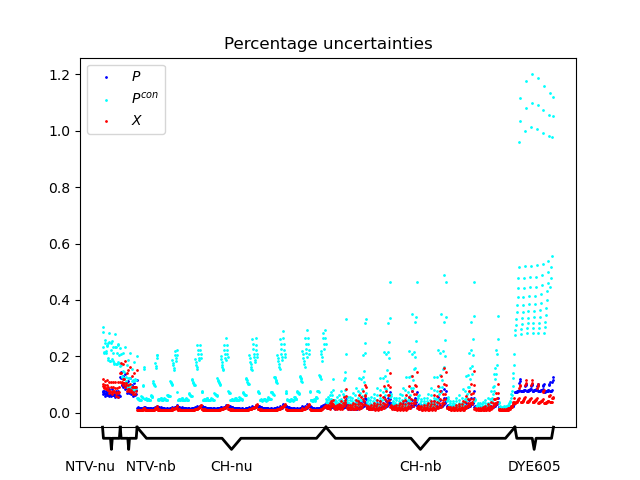 Percentage uncertainties
1.2
1.0
0.8
0.6
0.4
0.2
0.0
P
P^con
X
NTV-nu NTV-nb CH-nu CH-nb DYE605